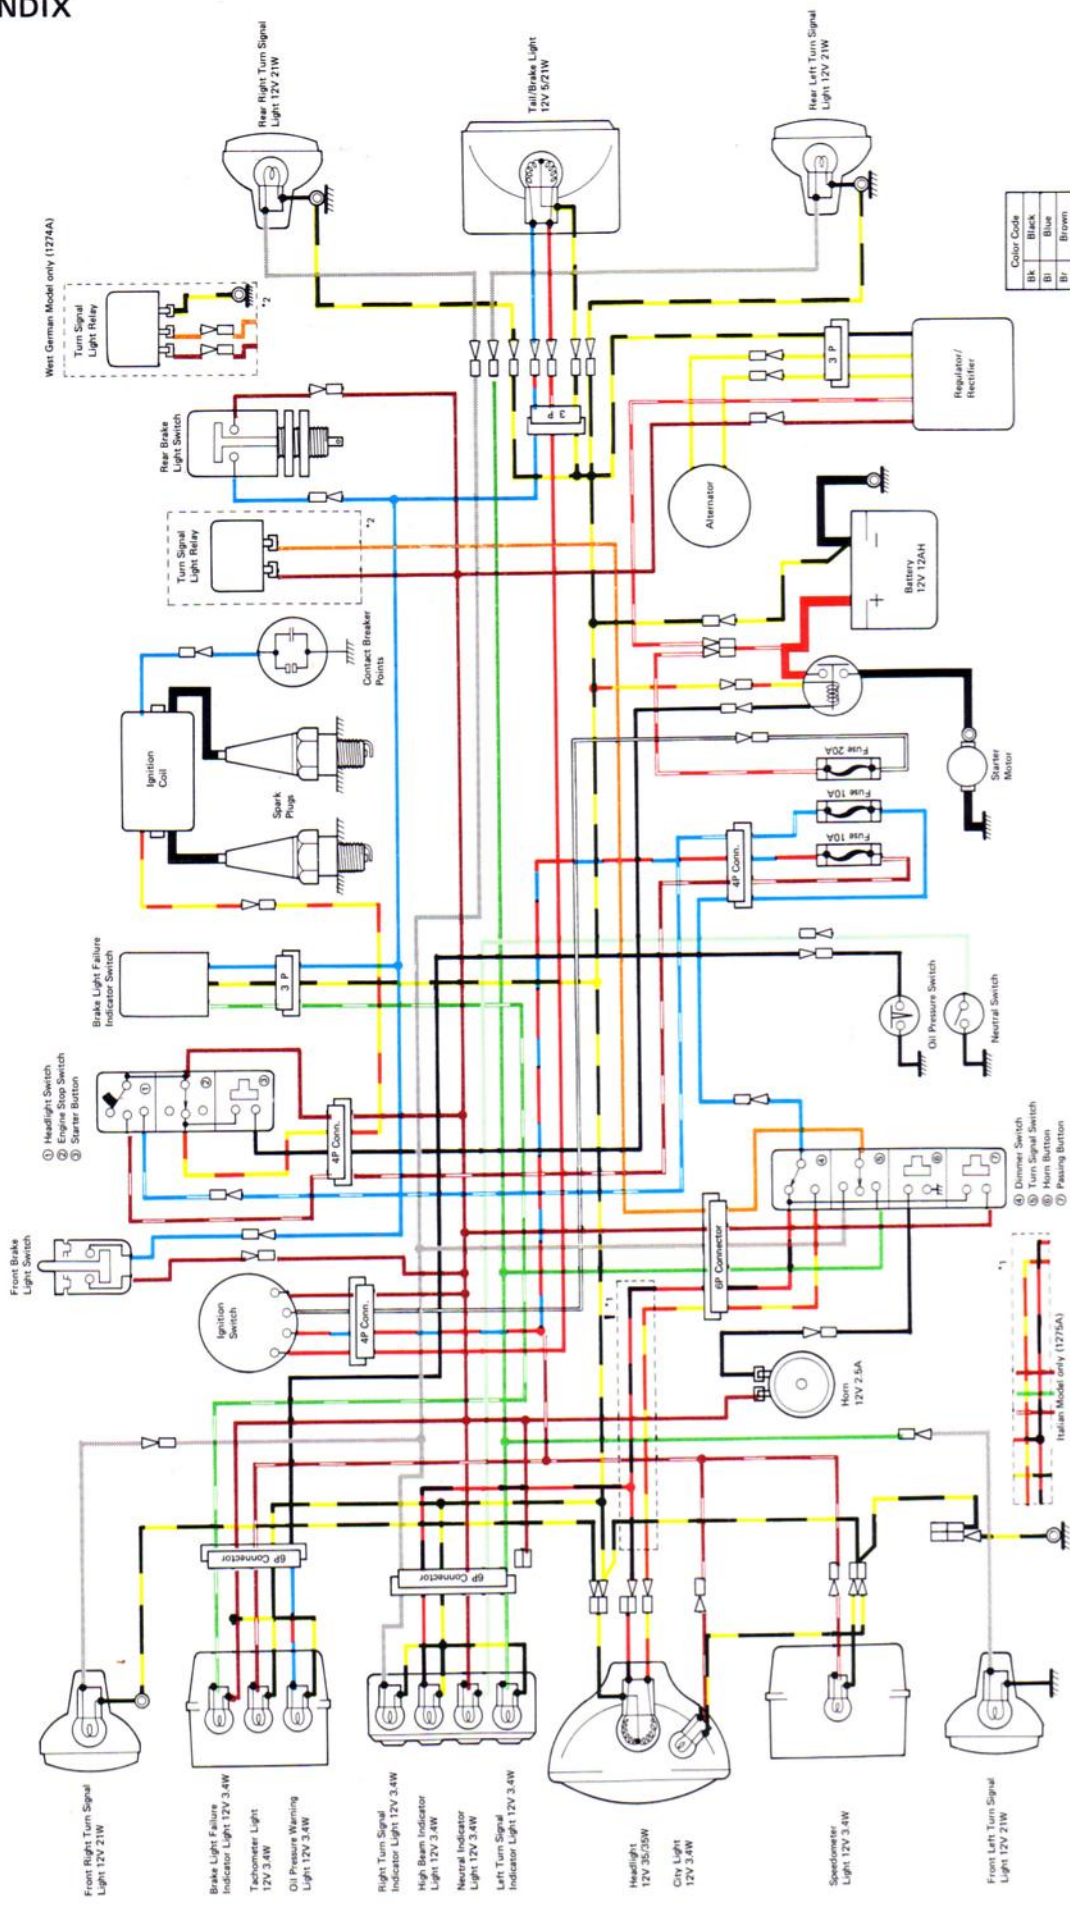 NDIX
Rear Right Turn Signal
Light 12V 21W
Tail/Brake Light
12V 5/21W
Rear Left Turn Signal
Light 12V 21W
West German Model only (1274A)
Turn Signal
Light Relay
*2
Color Code
Bk Black
Bl Blue
Br Brown
Rear Brake
Light Switch
3 P
3 P
Regulator/
Rectifier
Alternator
Turn Signal
Light Relay
*2
Battery
12V 12AH
Contact Breaker
Points
Ignition
Coil
Spark
Plugs
Fuse 20A
Fuse 10A
Fuse 10A
Starter
Motor
4P Conn.
Brake Light Failure
Indicator Switch
3 P
Oil Pressure Switch
Neutral Switch
① Headlight Switch
② Engine Stop Switch
③ Starter Button
①
②
③
4P Conn.
④
⑤
⑥
⑦
④ Dimmer Switch
⑤ Turn Signal Switch
⑥ Horn Button
⑦ Passing Button
Front Brake
Light Switch
6P Connector
Ignition
Switch
4P Conn.
*1
*1
Italian Model only (1275A)
Horn
12V 2.5A
6P Connector
6P Connector
Front Right Turn Signal
Light 12V 21W
Brake Light Failure
Indicator Light 12V 3.4W
Tachometer Light
12V 3.4W
Oil Pressure Warning
Light 12V 3.4W
Right Turn Signal
Indicator Light 12V 3.4W
High Beam Indicator
Light 12V 3.4W
Neutral Indicator
Light 12V 3.4W
Left Turn Signal
Indicator Light 12V 3.4W
Headlight
12V 35/35W
City Light
12V 3.4W
Speedometer
Light 12V 3.4W
Front Left Turn Signal
Light 12V 21W